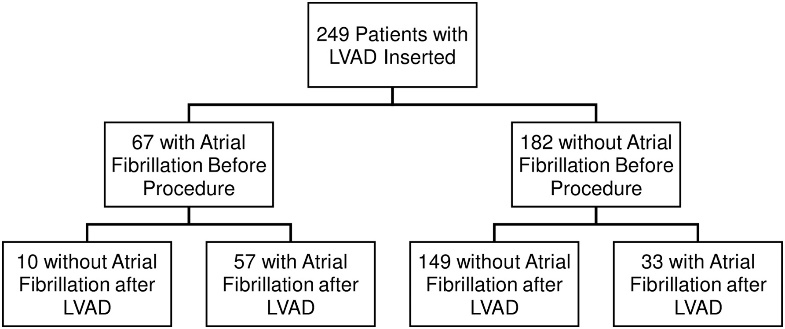 249 Patients with
LVAD Inserted
67 with Atrial
Fibrillation Before
Procedure
182 without Atrial
Fibrillation Before
Procedure
10 without Atrial
Fibrillation after
LVAD
57 with Atrial
Fibrillation after
LVAD
149 without Atrial
Fibrillation after
LVAD
33 with Atrial
Fibrillation after
LVAD